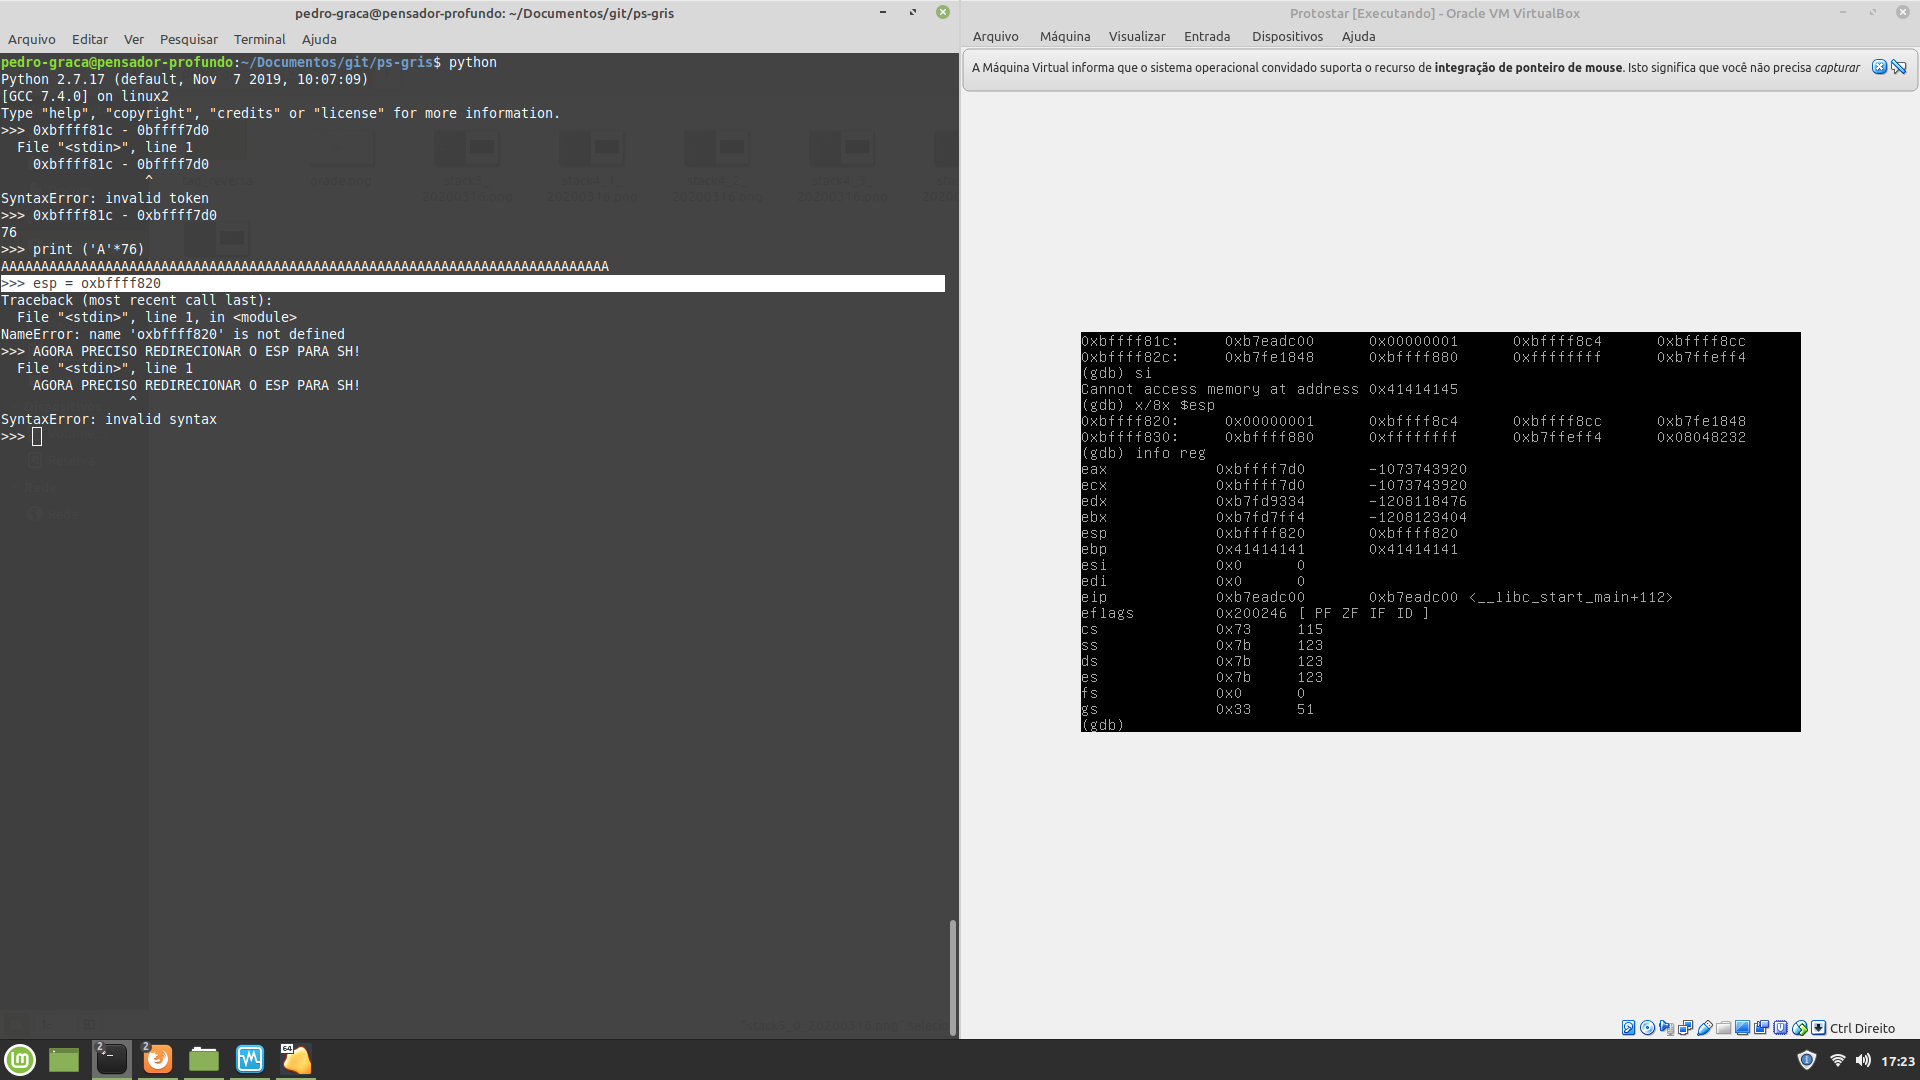 pedro-graca@pensador-profundo: ~/Documentos/git/ps-gris
Arquivo Editar Ver Pesquisar Terminal Ajuda
pedro-graca@pensador-profundo:~/Documentos/git/ps-gris$ python
Python 2.7.17 (default, Nov  7 2019, 10:07:09)
[GCC 7.4.0] on linux2
Type "help", "copyright", "credits" or "license" for more information.
>>> 0xbffff81c - 0bffff7d0
  File "<stdin>", line 1
    0xbffff81c - 0bffff7d0
                  ^
SyntaxError: invalid token
>>> 0xbffff81c - 0xbffff7d0
76
>>> print ('A'*76)
AAAAAAAAAAAAAAAAAAAAAAAAAAAAAAAAAAAAAAAAAAAAAAAAAAAAAAAAAAAAAAAAAAAAAAAAAAAA
>>> esp = oxbffff820
Traceback (most recent call last):
  File "<stdin>", line 1, in <module>
NameError: name 'oxbffff820' is not defined
>>> AGORA PRECISO REDIRECIONAR O ESP PARA SH!
  File "<stdin>", line 1
    AGORA PRECISO REDIRECIONAR O ESP PARA SH!
                ^
SyntaxError: invalid syntax
>>>
Protostar [Executando] - Oracle VM VirtualBox
Arquivo Máquina Visualizar Entrada Dispositivos Ajuda
A Máquina Virtual informa que o sistema operacional convidado suporta o recurso de integração de ponteiro de mouse. Isto significa que você não precisa capturar
0xbffff81c: 0xb7eadc00 0x00000001 0xbffff8c4 0xbffff8cc
0xbffff82c: 0xb7fe1848 0xbffff880 0xffffffff 0xb7ffeff4
(gdb) si
Cannot access memory at address 0x41414145
(gdb) x/8x $esp
0xbffff820: 0x00000001 0xbffff8c4 0xbffff8cc 0xb7fe1848
0xbffff830: 0xbffff880 0xffffffff 0xb7ffeff4 0x08048232
(gdb) info reg
eax 0xbffff7d0 -1073743920
ecx 0xbffff7d0 -1073743920
edx 0xb7fd9334 -1208118476
ebx 0xb7fd7ff4 -1208123404
esp 0xbffff820 0xbffff820
ebp 0x41414141 0x41414141
esi 0x0 0
edi 0x0 0
eip 0xb7eadc00 0xb7eadc00 <__libc_start_main+112>
eflags 0x200246 [ PF ZF IF ID ]
cs 0x73 115
ss 0x7b 123
ds 0x7b 123
es 0x7b 123
fs 0x0 0
gs 0x33 51
(gdb)
Ctrl Direito
2
2
64
17:23